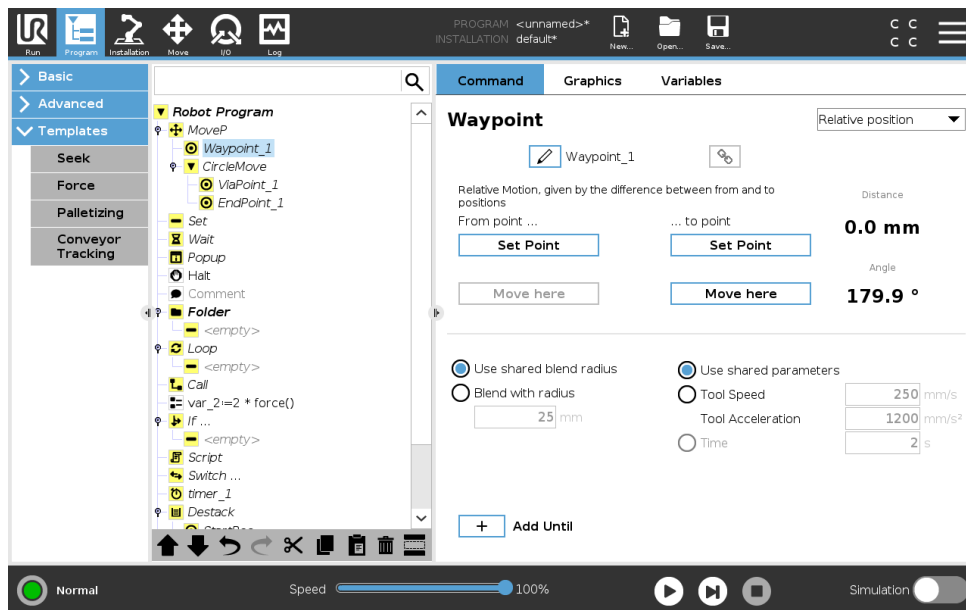 PROGRAM <unnamed>*
INSTALLATION default*
Run
Program
Installation
Move
I/O
Log
New...
Open...
Save...
C C
C C
Basic
Advanced
Templates
Seek
Force
Palletizing
Conveyor
Tracking
Robot Program
MoveP
Waypoint_1
CircleMove
ViaPoint_1
EndPoint_1
Set
Wait
Popup
Halt
Comment
Folder
<empty>
Loop
<empty>
Call
var_2:=2 * force()
If ...
<empty>
Script
Switch ...
timer_1
Destack
Command Graphics Variables
Waypoint
Relative position
Waypoint_1
Relative Motion, given by the difference between from and to
positions
From point ... ... to point
Set Point Set Point
Move here Move here
Distance
0.0 mm
Angle
179.9 °
Use shared blend radius
Blend with radius
25 mm
Use shared parameters
Tool Speed 250 mm/s
Tool Acceleration 1200 mm/s²
Time 2 s
+ Add Until
Normal
Speed 100%
Simulation